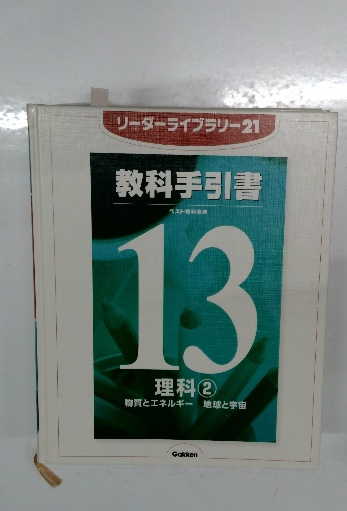 リーダーライブラリー21
教科手引書
ベスト教科事典
13
理科②
物質とエネルギー 地球と宇宙
Gakken